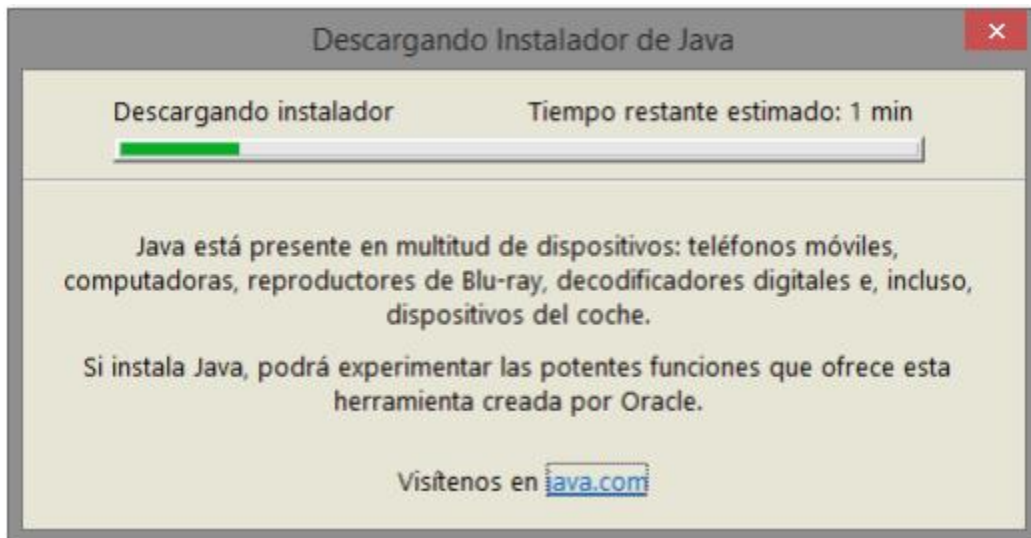 Descargando Instalador de Java
Descargando instalador Tiempo restante estimado: 1 min
Java está presente en multitud de dispositivos: teléfonos móviles,
computadoras, reproductores de Blu-ray, decodificadores digitales e, incluso,
dispositivos del coche.
Si instala Java, podrá experimentar las potentes funciones que ofrece esta
herramienta creada por Oracle.
Visítenos en java.com